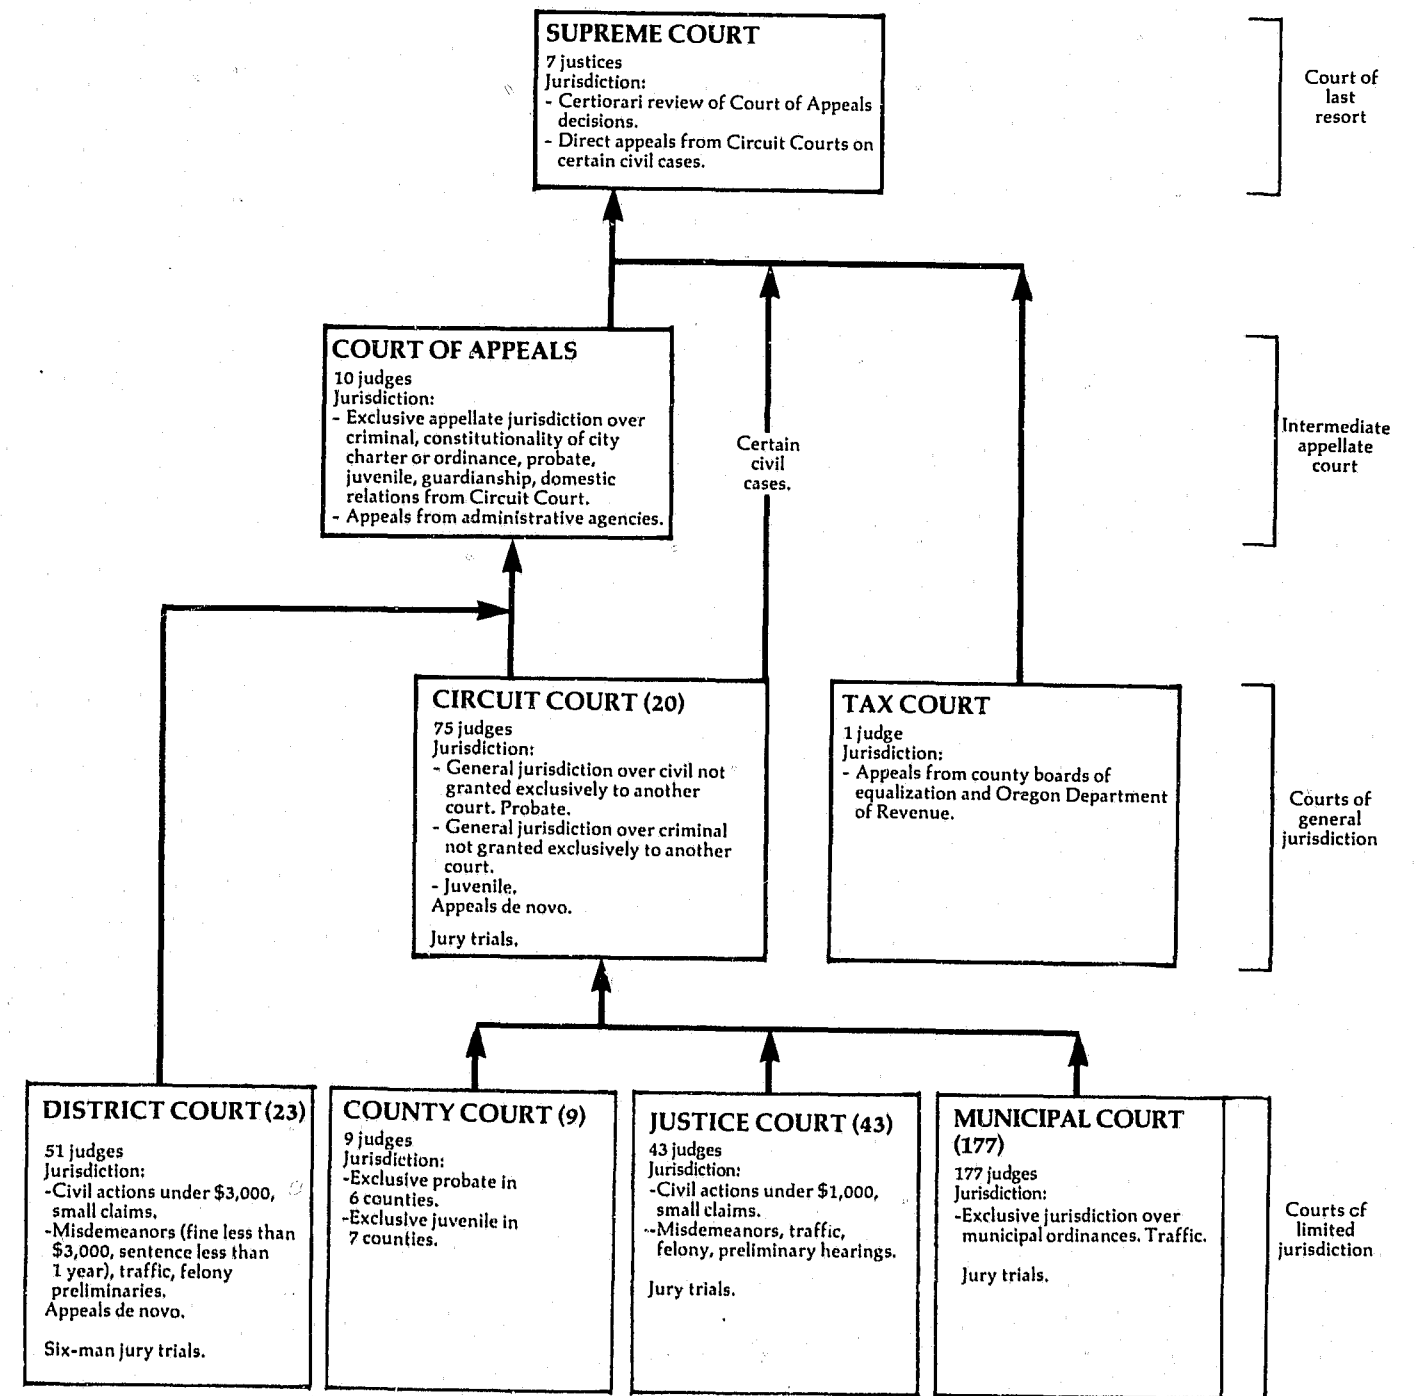 SUPREME COURT
7 justices
Jurisdiction:
- Certiorari review of Court of Appeals
decisions.
- Direct appeals from Circuit Courts on
certain civil cases.
Court of
last
resort
COURT OF APPEALS
10 judges
Jurisdiction:
- Exclusive appellate jurisdiction over
criminal, constitutionality of city
charter or ordinance, probate,
juvenile, guardianship, domestic
relations from Circuit Court.
- Appeals from administrative agencies.
Certain
civil
cases.
Intermediate
appellate
court
CIRCUIT COURT (20)
75 judges
Jurisdiction:
- General jurisdiction over civil not
granted exclusively to another
court. Probate.
- General jurisdiction over criminal
not granted exclusively to another
court.
- Juvenile.
Appeals de novo.
Jury trials.
TAX COURT
1 judge
Jurisdiction:
- Appeals from county boards of
equalization and Oregon Department
of Revenue.
Courts of
general
jurisdiction
DISTRICT COURT (23)
51 judges
Jurisdiction:
-Civil actions under $3,000,
small claims.
-Misdemeanors (fine less than
$3,000, sentence less than
1 year), traffic, felony
preliminaries.
Appeals de novo.
Six-man jury trials.
COUNTY COURT (9)
9 judges
Jurisdiction:
-Exclusive probate in
6 counties.
-Exclusive juvenile in
7 counties.
JUSTICE COURT (43)
43 judges
Jurisdiction:
-Civil actions under $1,000,
small claims.
-Misdemeanors, traffic,
felony, preliminary hearings.
Jury trials.
MUNICIPAL COURT
(177)
177 judges
Jurisdiction:
-Exclusive jurisdiction over
municipal ordinances. Traffic.
Jury trials.
Courts of
limited
jurisdiction